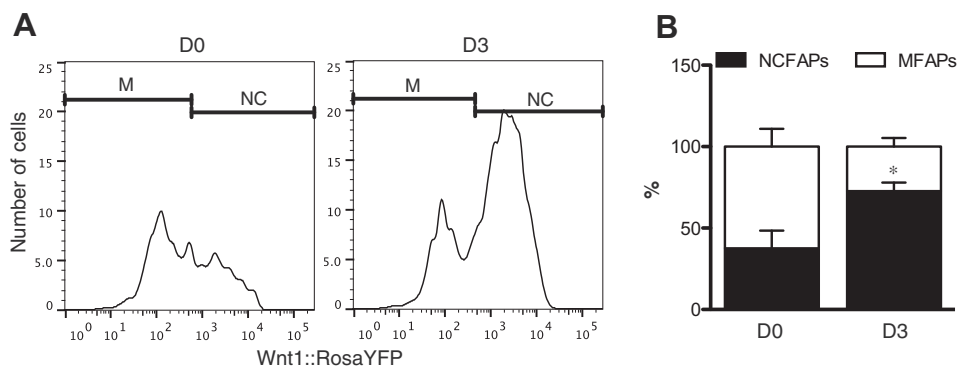 A
D0
D3
Number of cells
25
20
15
10
5.0
0
M
NC
10^0 10^1 10^2 10^3 10^4 10^5
25
20
15
10
5.0
0
M
NC
10^0 10^1 10^2 10^3 10^4 10^5
Wnt1::RosaYFP
B
NCFAPs MFAPs
%
150
100
50
0
*
D0 D3